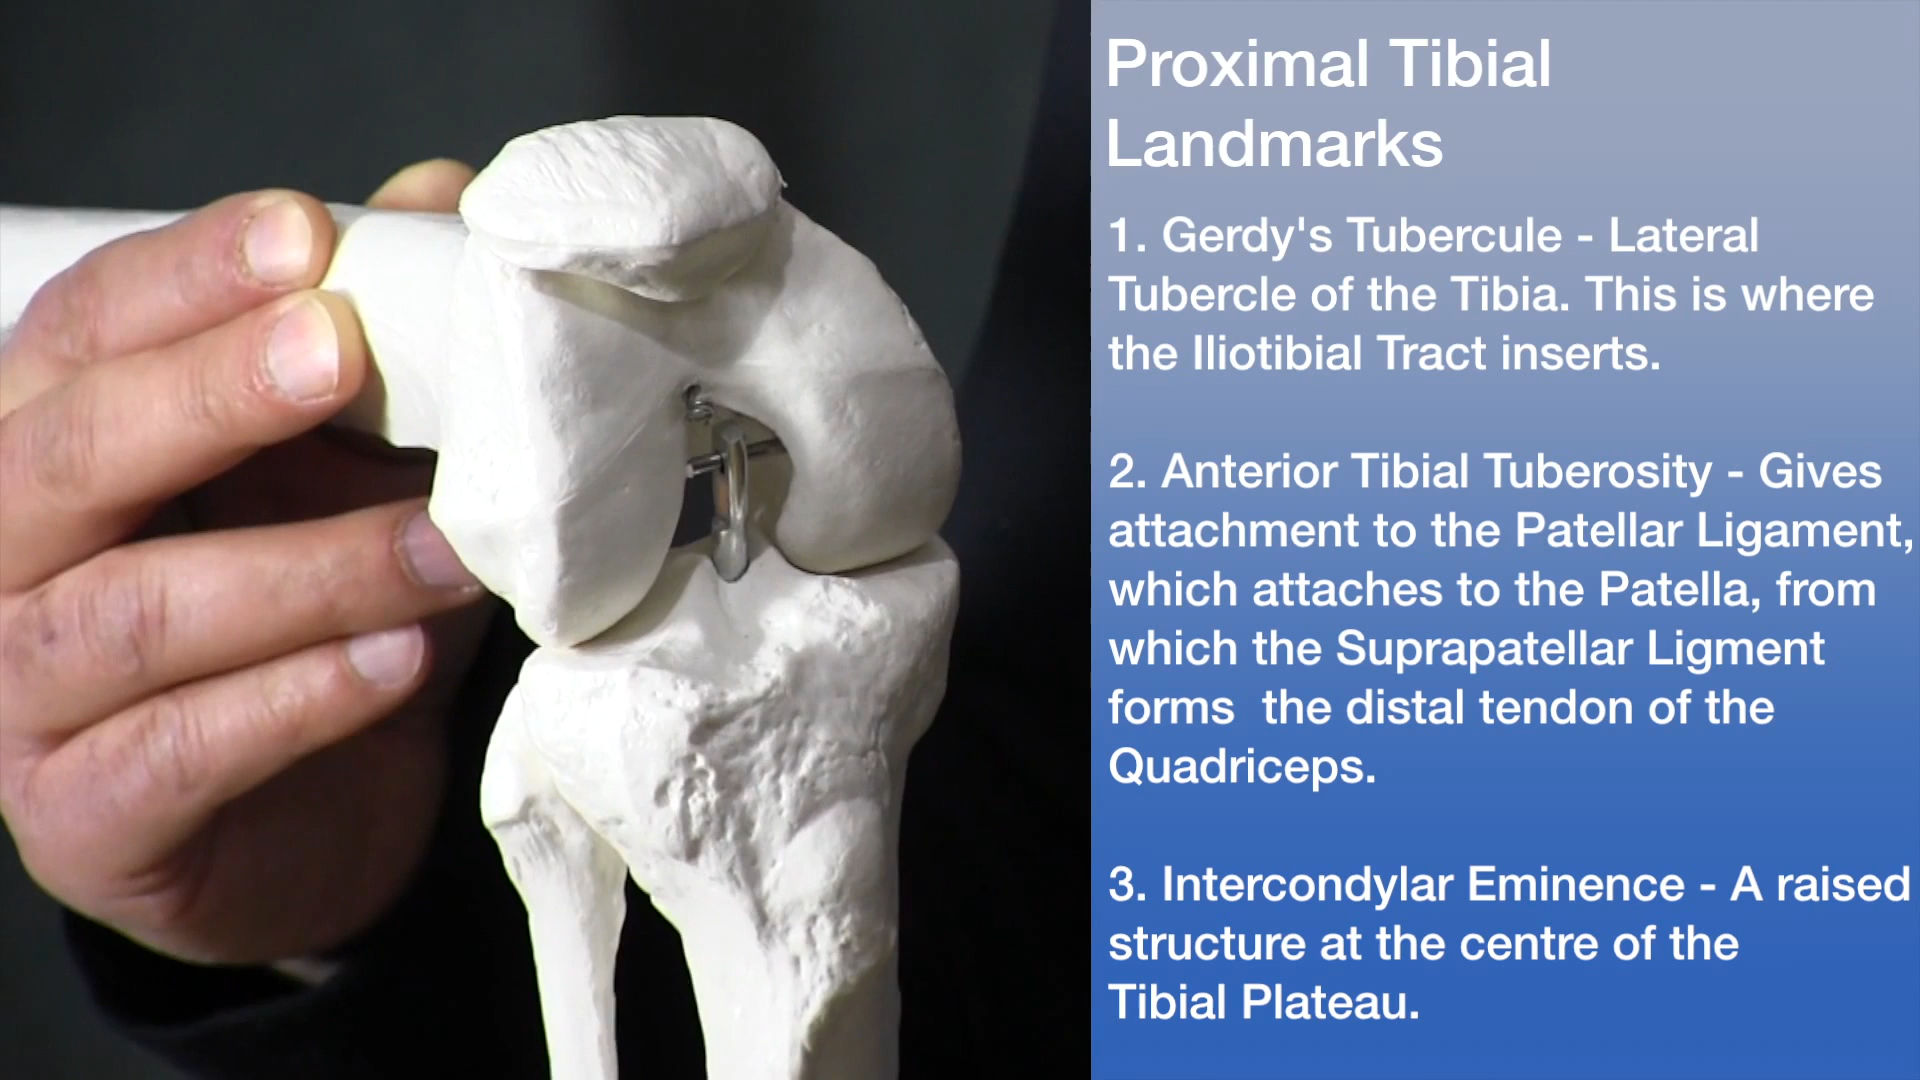 Proximal Tibial
Landmarks
1. Gerdy's Tubercule - Lateral
Tubercle of the Tibia. This is where
the Iliotibial Tract inserts.
2. Anterior Tibial Tuberosity - Gives
attachment to the Patellar Ligament,
which attaches to the Patella, from
which the Suprapatellar Ligment
forms  the distal tendon of the
Quadriceps.
3. Intercondylar Eminence - A raised
structure at the centre of the
Tibial Plateau.